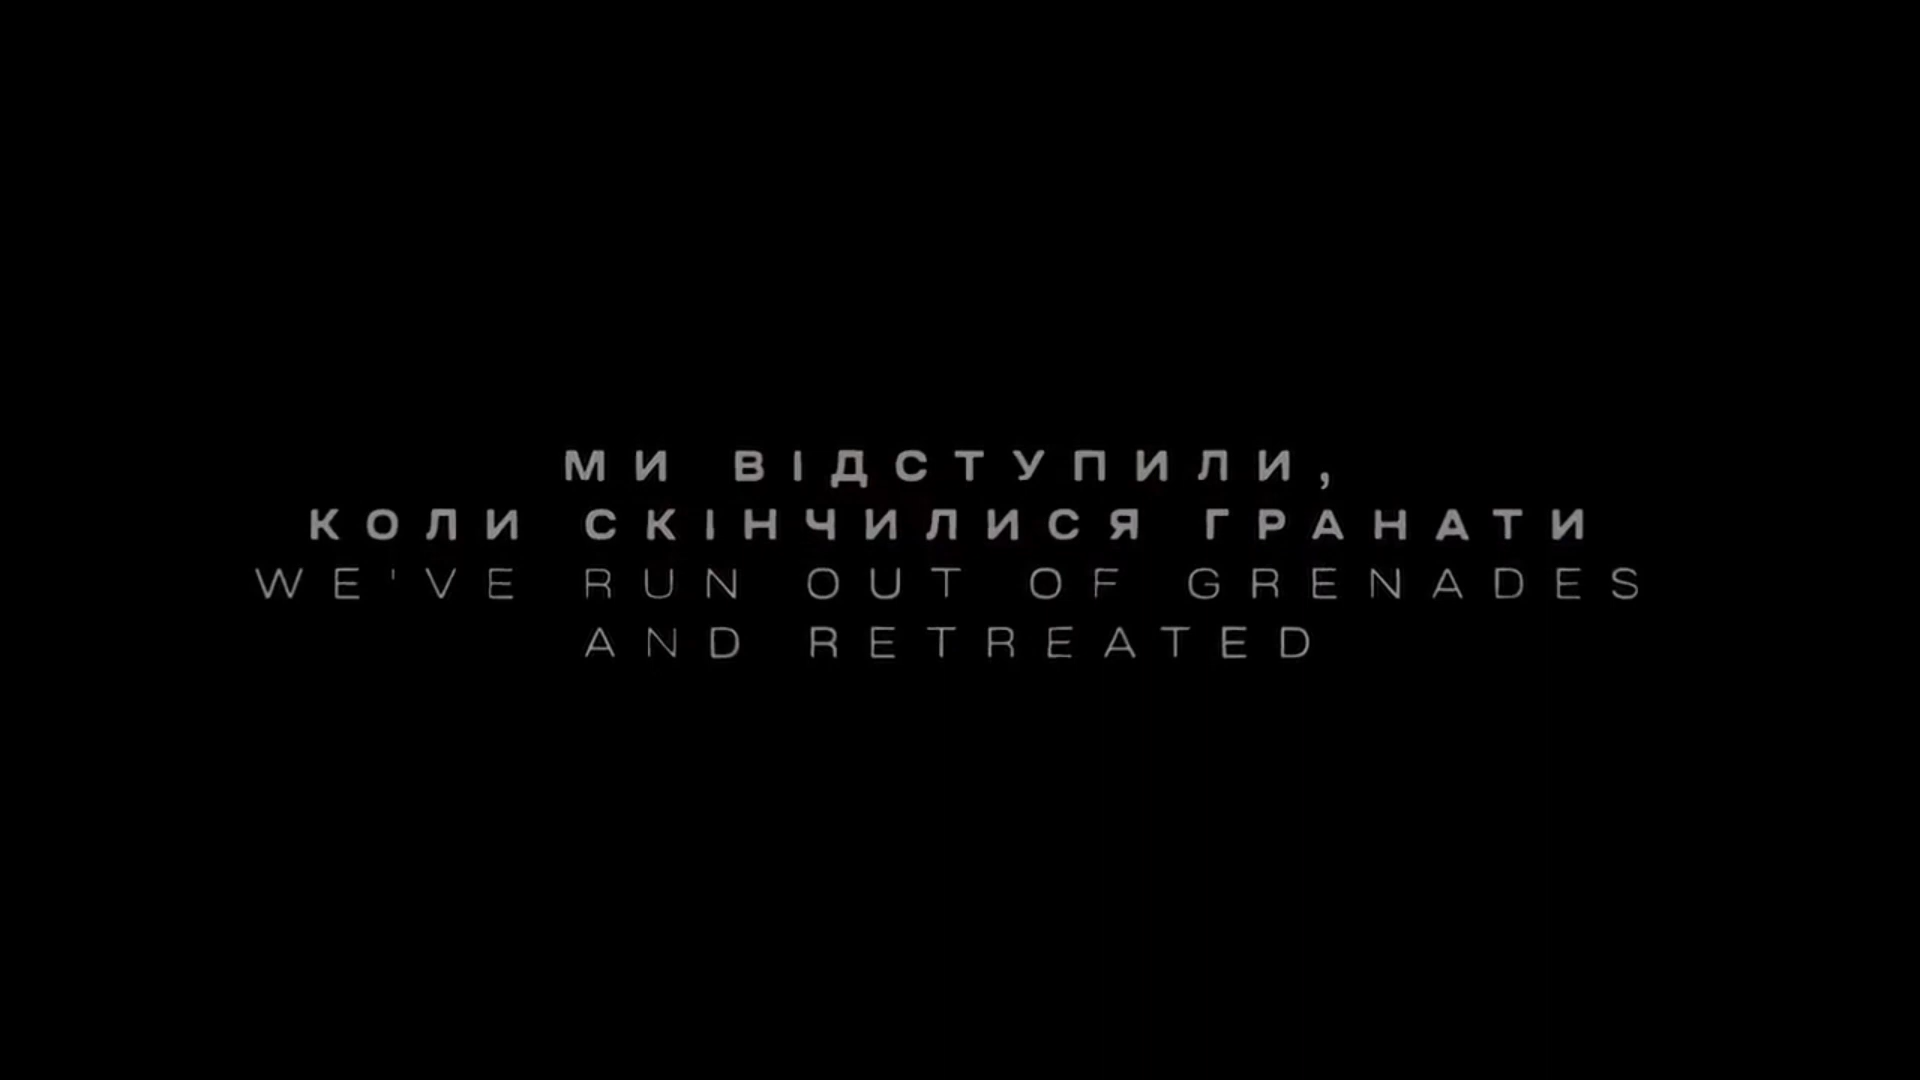 МИ ВІДСТУПИЛИ,
КОЛИ СКІНЧИЛИСЯ ГРАНАТИ
WE'VE RUN OUT OF GRENADES
AND RETREATED